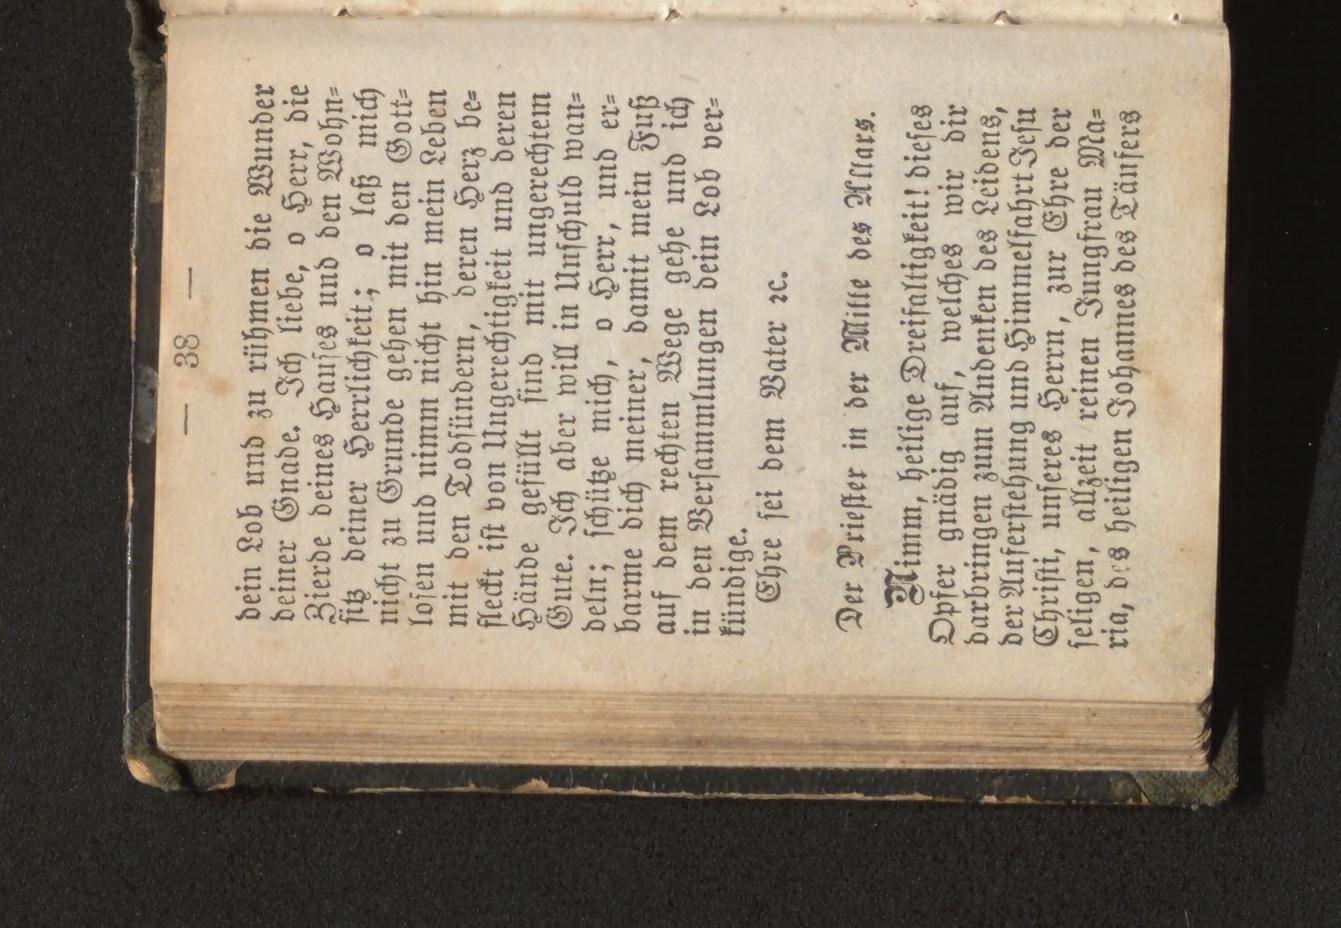 — 38 —
dein Lob und zu rühmen die Wunder
deiner Gnade. Ich liebe, o Herr, die
Zierde deines Hauses und den Wohn=
sitz deiner Herrlichkeit; o laß mich
nicht zu Grunde gehen mit den Gott=
losen und nimm nicht hin mein Leben
mit den Todsündern, deren Herz be=
fleckt ist von Ungerechtigkeit und deren
Hände gefüllt sind mit ungerechtem
Gute. Ich aber will in Unschuld wan=
deln; schütze mich, o Herr, und er=
barme dich meiner, damit mein Fuß
auf dem rechten Wege gehe und ich
in den Versammlungen dein Lob ver=
kündige.
Ehre sei dem Vater ꝛc.
Der Priester in der Mitte des Altars.
Nimm, heilige Dreifaltigkeit! dieses
Opfer gnädig auf, welches wir dir
darbringen zum Andenken des Leidens,
der Auferstehung und Himmelfahrt Jesu
Christi, unseres Herrn, zur Ehre der
seligen, allzeit reinen Jungfrau Ma=
ria, des heiligen Johannes des Täufers